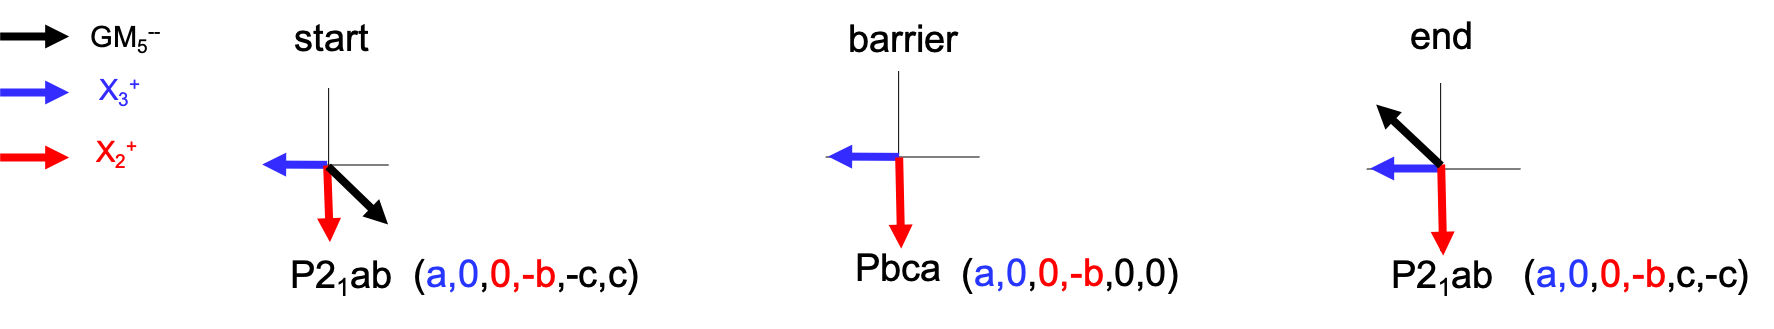 GM₅⁻⁻
X₃⁺
X₂⁺
start
P2₁ab (a,0,0,-b,-c,c)
barrier
Pbca (a,0,0,-b,0,0)
end
P2₁ab (a,0,0,-b,c,-c)